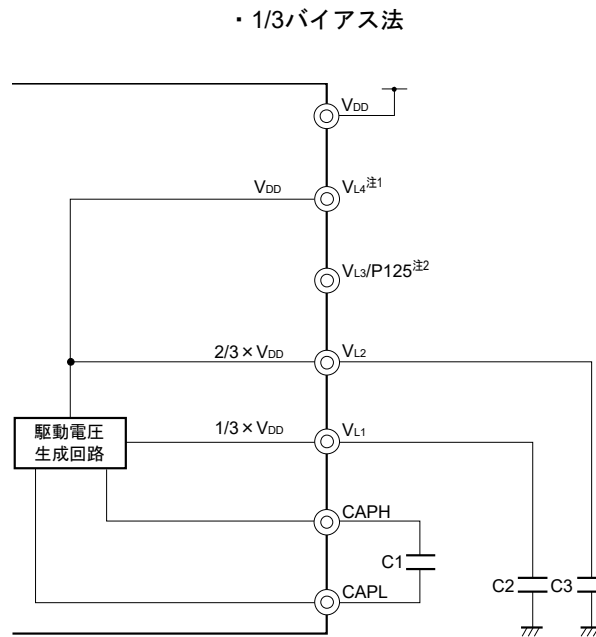 ・1/3バイアス法
VDD
VDD
VL4注1
VL3/P125注2
2/3×VDD
VL2
駆動電圧
生成回路
1/3×VDD
VL1
CAPH
C1
CAPL
C2
C3